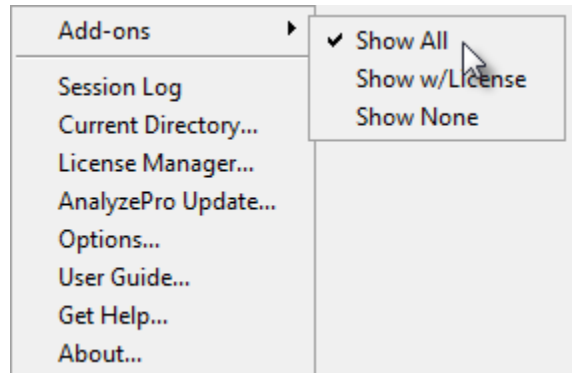 Add-ons
Show All
Show w/License
Show None
Session Log
Current Directory...
License Manager...
AnalyzePro Update...
Options...
User Guide...
Get Help...
About...